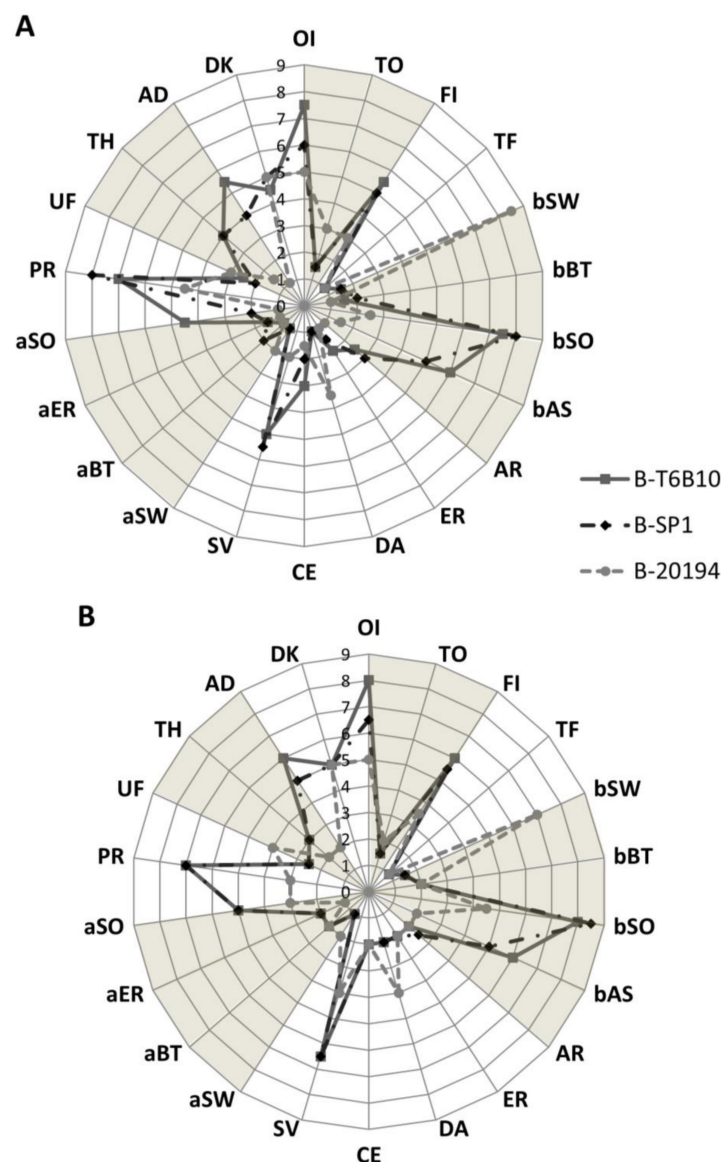 A
OI
DK
TO
AD
FI
TH
TF
UF
bSW
PR
bBT
aSO
bSO
aER
bAS
aBT
AR
aSW
ER
SV
DA
CE
9
8
7
6
5
4
3
2
1
0
B-T6B10
B-SP1
B-20194
B
OI
DK
TO
AD
FI
TH
TF
UF
bSW
PR
bBT
aSO
bSO
aER
bAS
aBT
AR
aSW
ER
SV
DA
CE
9
8
7
6
5
4
3
2
1
0